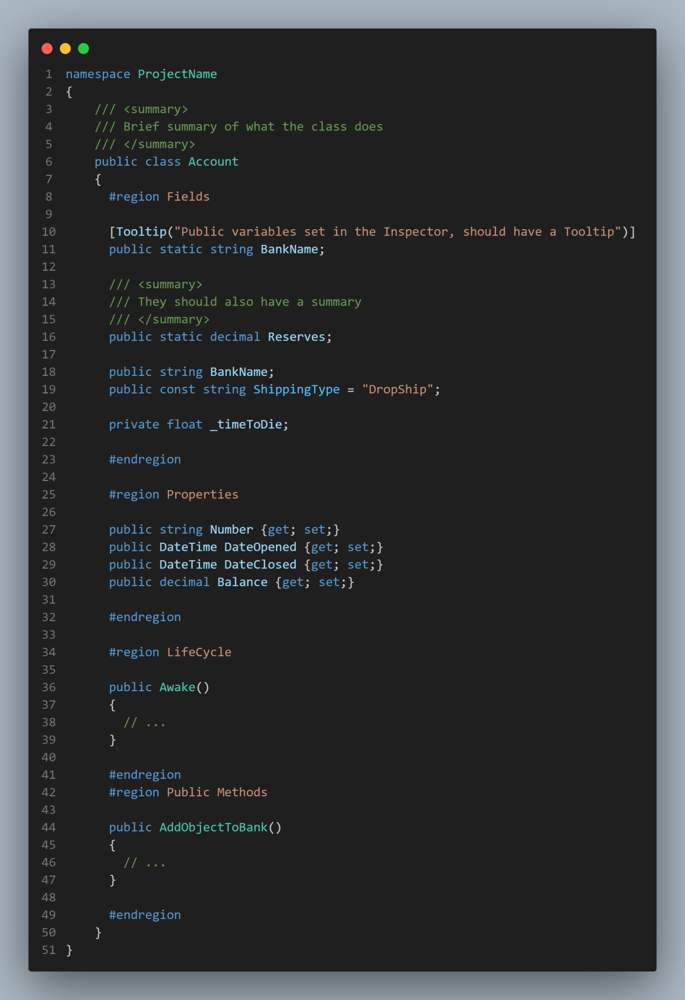 1 namespace ProjectName
2 {
3     /// <summary>
4     /// Brief summary of what the class does
5     /// </summary>
6     public class Account
7     {
8       #region Fields
9
10       [Tooltip("Public variables set in the Inspector, should have a Tooltip")]
11       public static string BankName;
12
13       /// <summary>
14       /// They should also have a summary
15       /// </summary>
16       public static decimal Reserves;
17
18       public string BankName;
19       public const string ShippingType = "DropShip";
20
21       private float _timeToDie;
22
23       #endregion
24
25       #region Properties
26
27       public string Number {get; set;}
28       public DateTime DateOpened {get; set;}
29       public DateTime DateClosed {get; set;}
30       public decimal Balance {get; set;}
31
32       #endregion
33
34       #region LifeCycle
35
36       public Awake()
37       {
38         // ...
39       }
40
41       #endregion
42       #region Public Methods
43
44       public AddObjectToBank()
45       {
46         // ...
47       }
48
49       #endregion
50     }
51 }